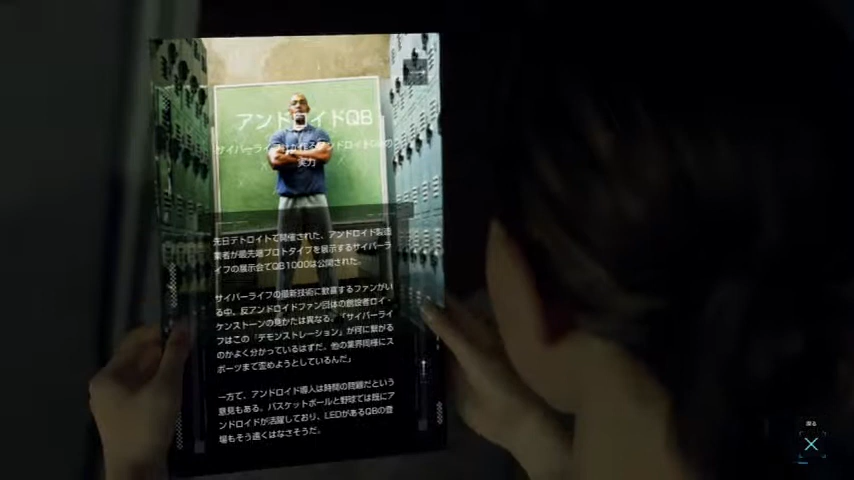 アンドロイドQB
実力
先日デトロイトで開催された、アンドロイド製造
業者が最先端プロトタイプを展示するサイバーラ
イフの展示会でQB1000は公開された。
サイバーライフの最新技術に歓喜するファンがい
る中、反アンドロイドファン団体の創設者ロイ・
ケンストーンの見かたは異なる。「サイバーライ
フはこの「デモンストレーション」が何に繋がる
のかよく分かっているはずだ。他の業界同様にス
ポーツまで歪めようとしているんだ」
一方で、アンドロイド導入は時間の問題だという
意見もある。バスケットボールと野球では既にア
ンドロイドが活躍しており、LEDがあるQBの登
場もそう遠くはなさそうだ。
戻る